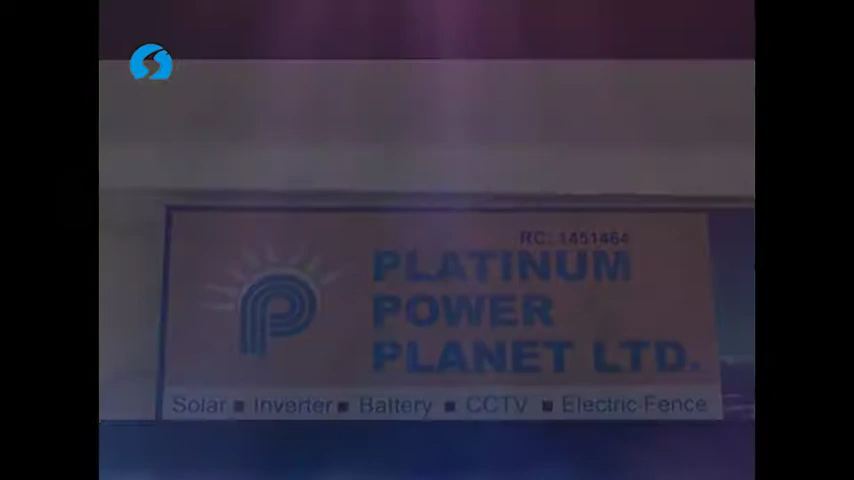 RC: 1451464
PLATINUM
POWER
PLANET LTD.
Solar ▪ Inverter ▪ Battery ▪ CCTV ▪ Electric Fence